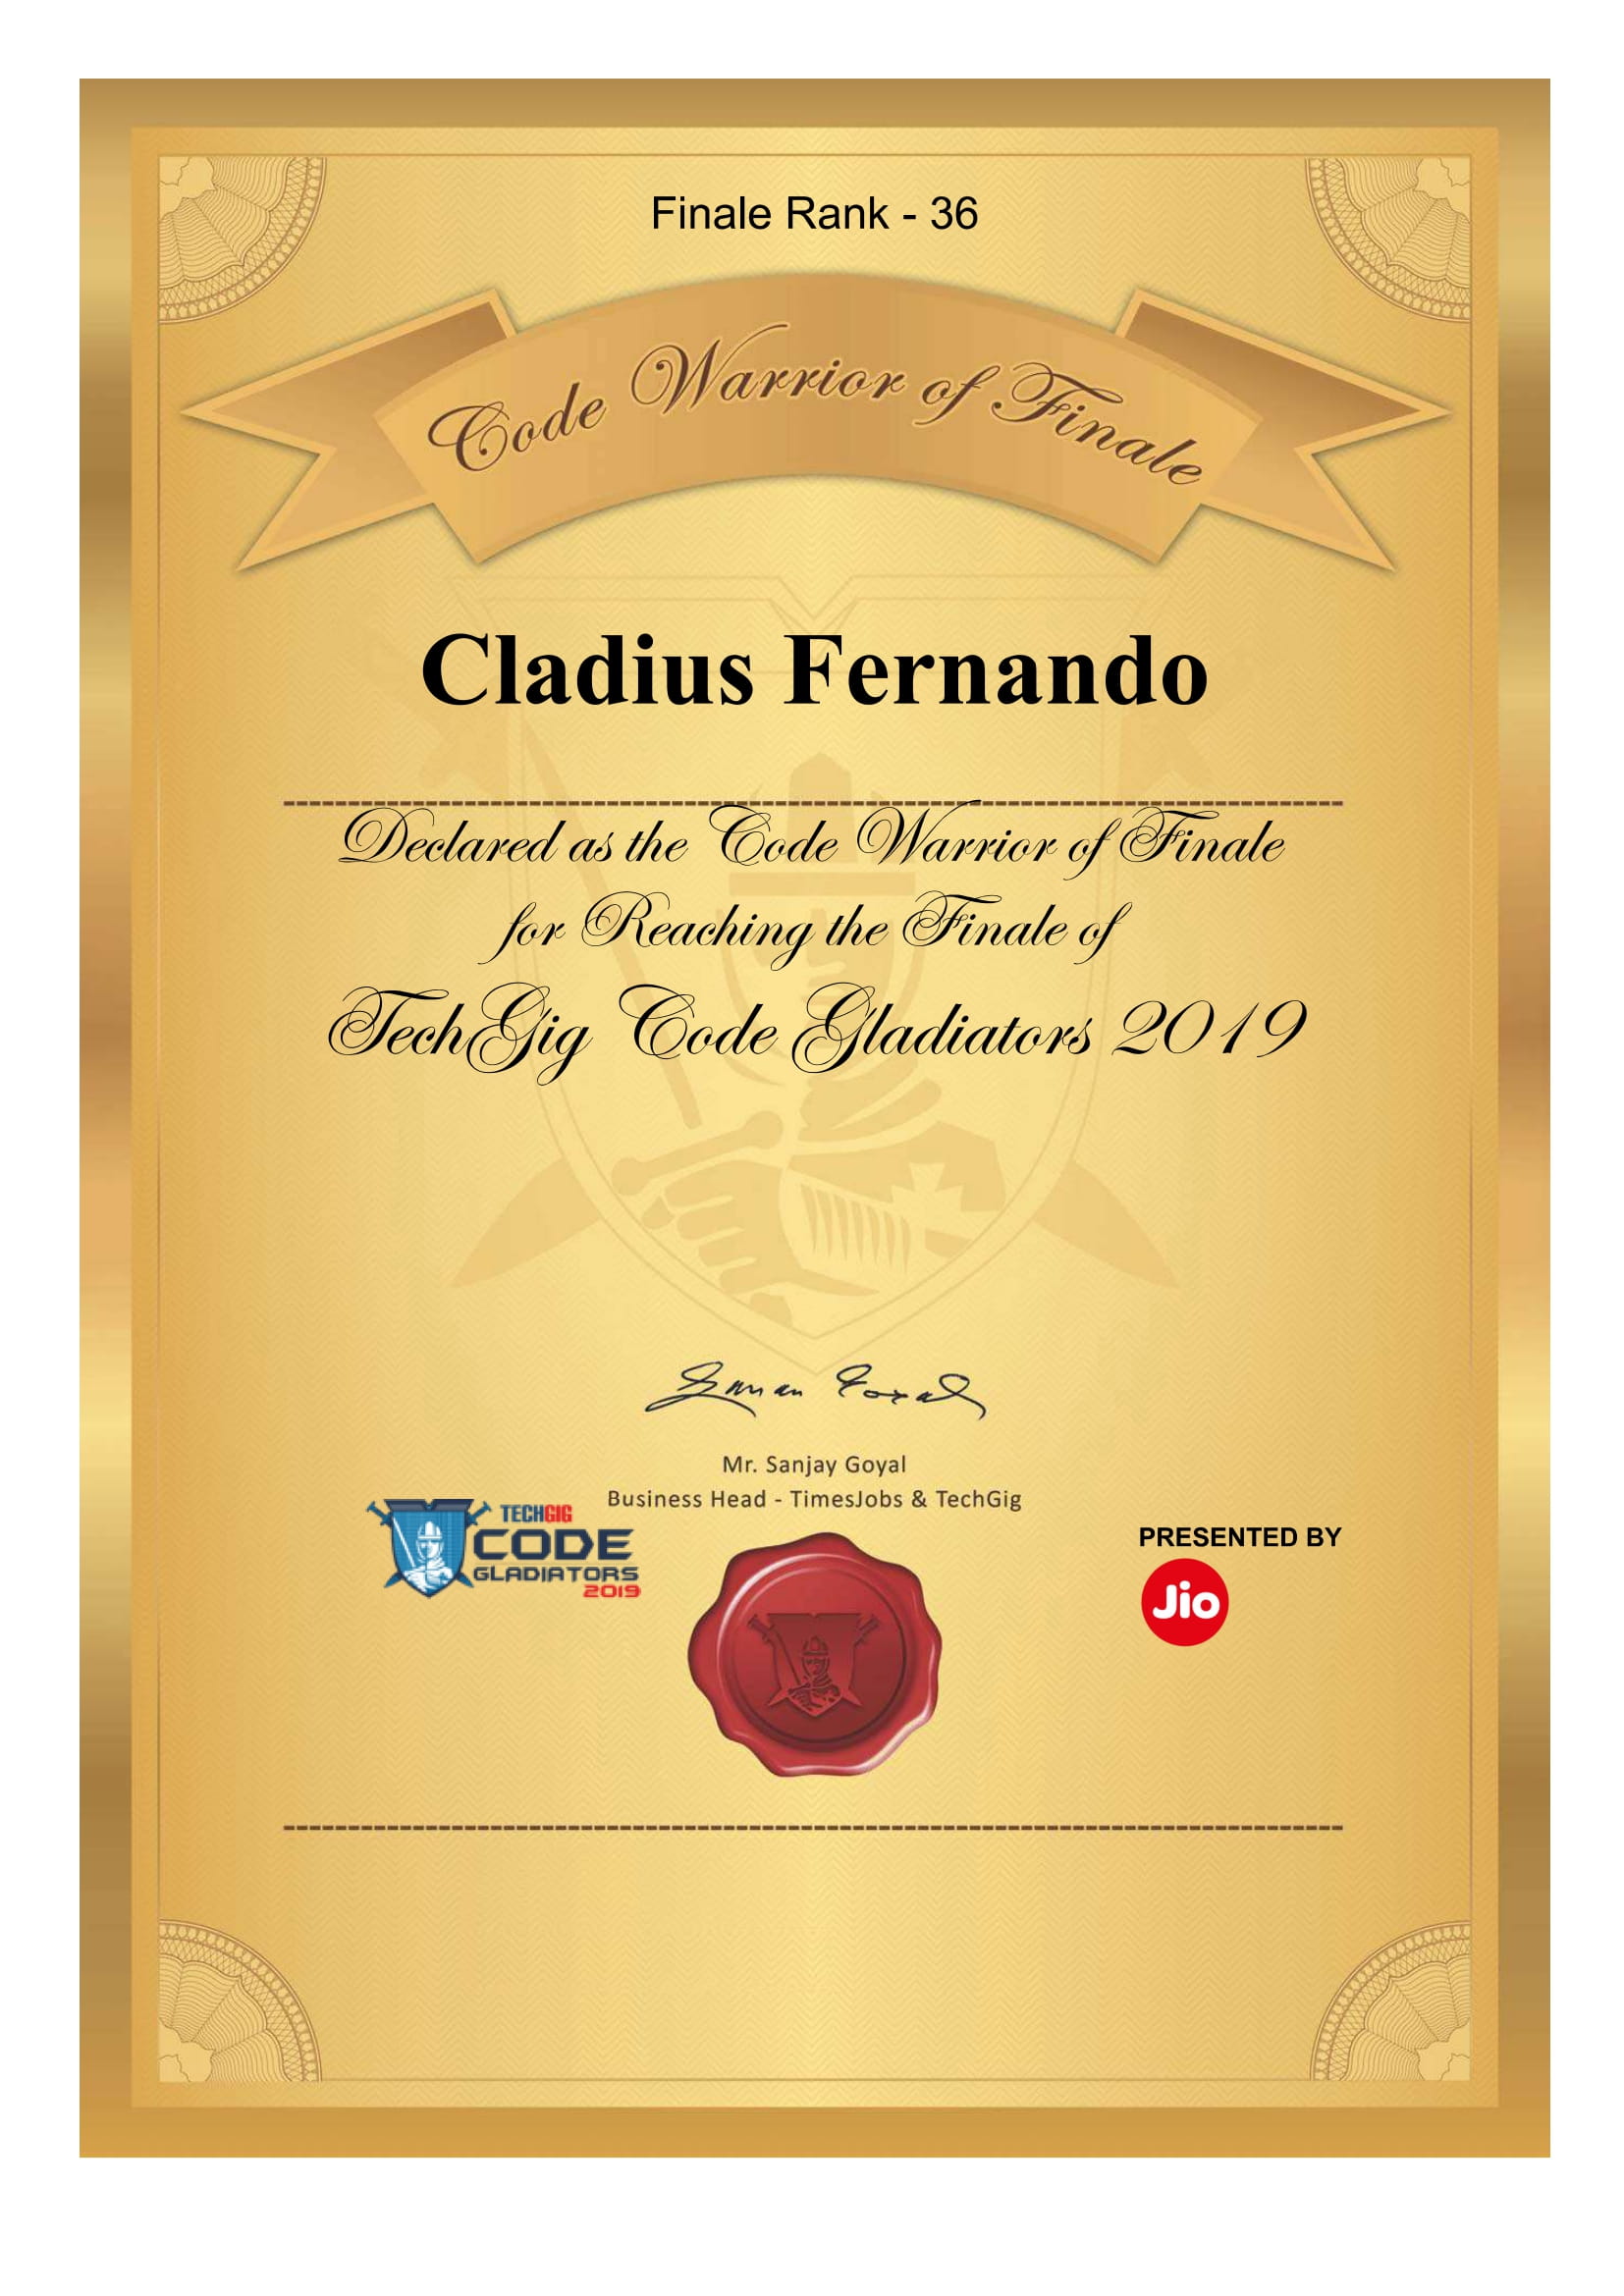 Finale Rank - 36
Code Warrior of Finale
Cladius Fernando
Declared as the Code Warrior of Finale
for Reaching the Finale of
TechGig Code Gladiators 2019
Mr. Sanjay Goyal
Business Head - TimesJobs & TechGig
TECHGIG
CODE
GLADIATORS
2019
PRESENTED BY
Jio